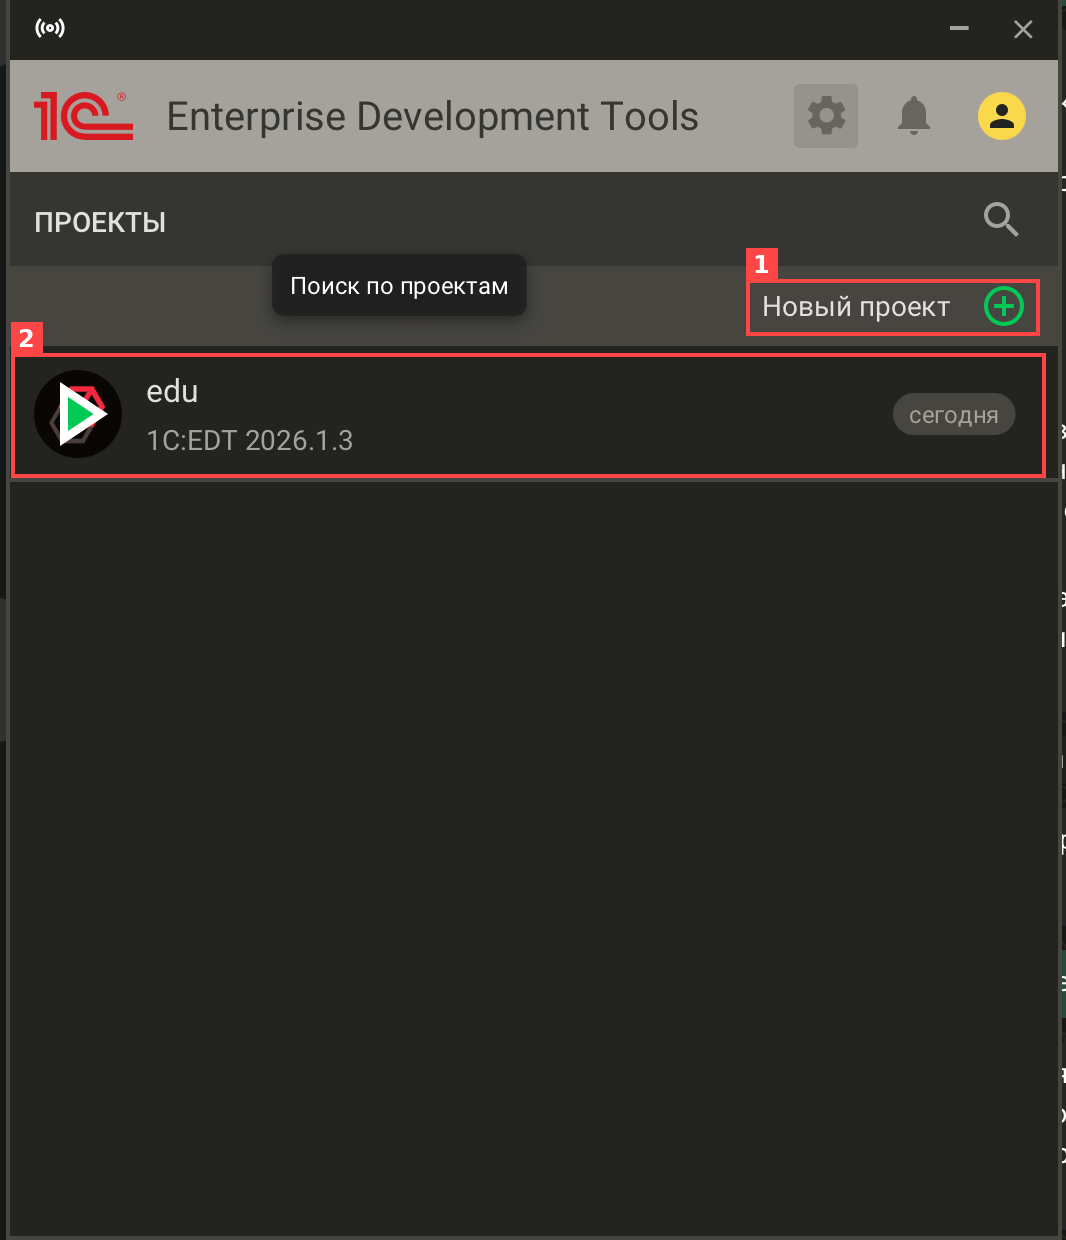 1С®
Enterprise Development Tools
ПРОЕКТЫ
Поиск по проектам
1
Новый проект
2
edu
1C:EDT 2026.1.3
сегодня